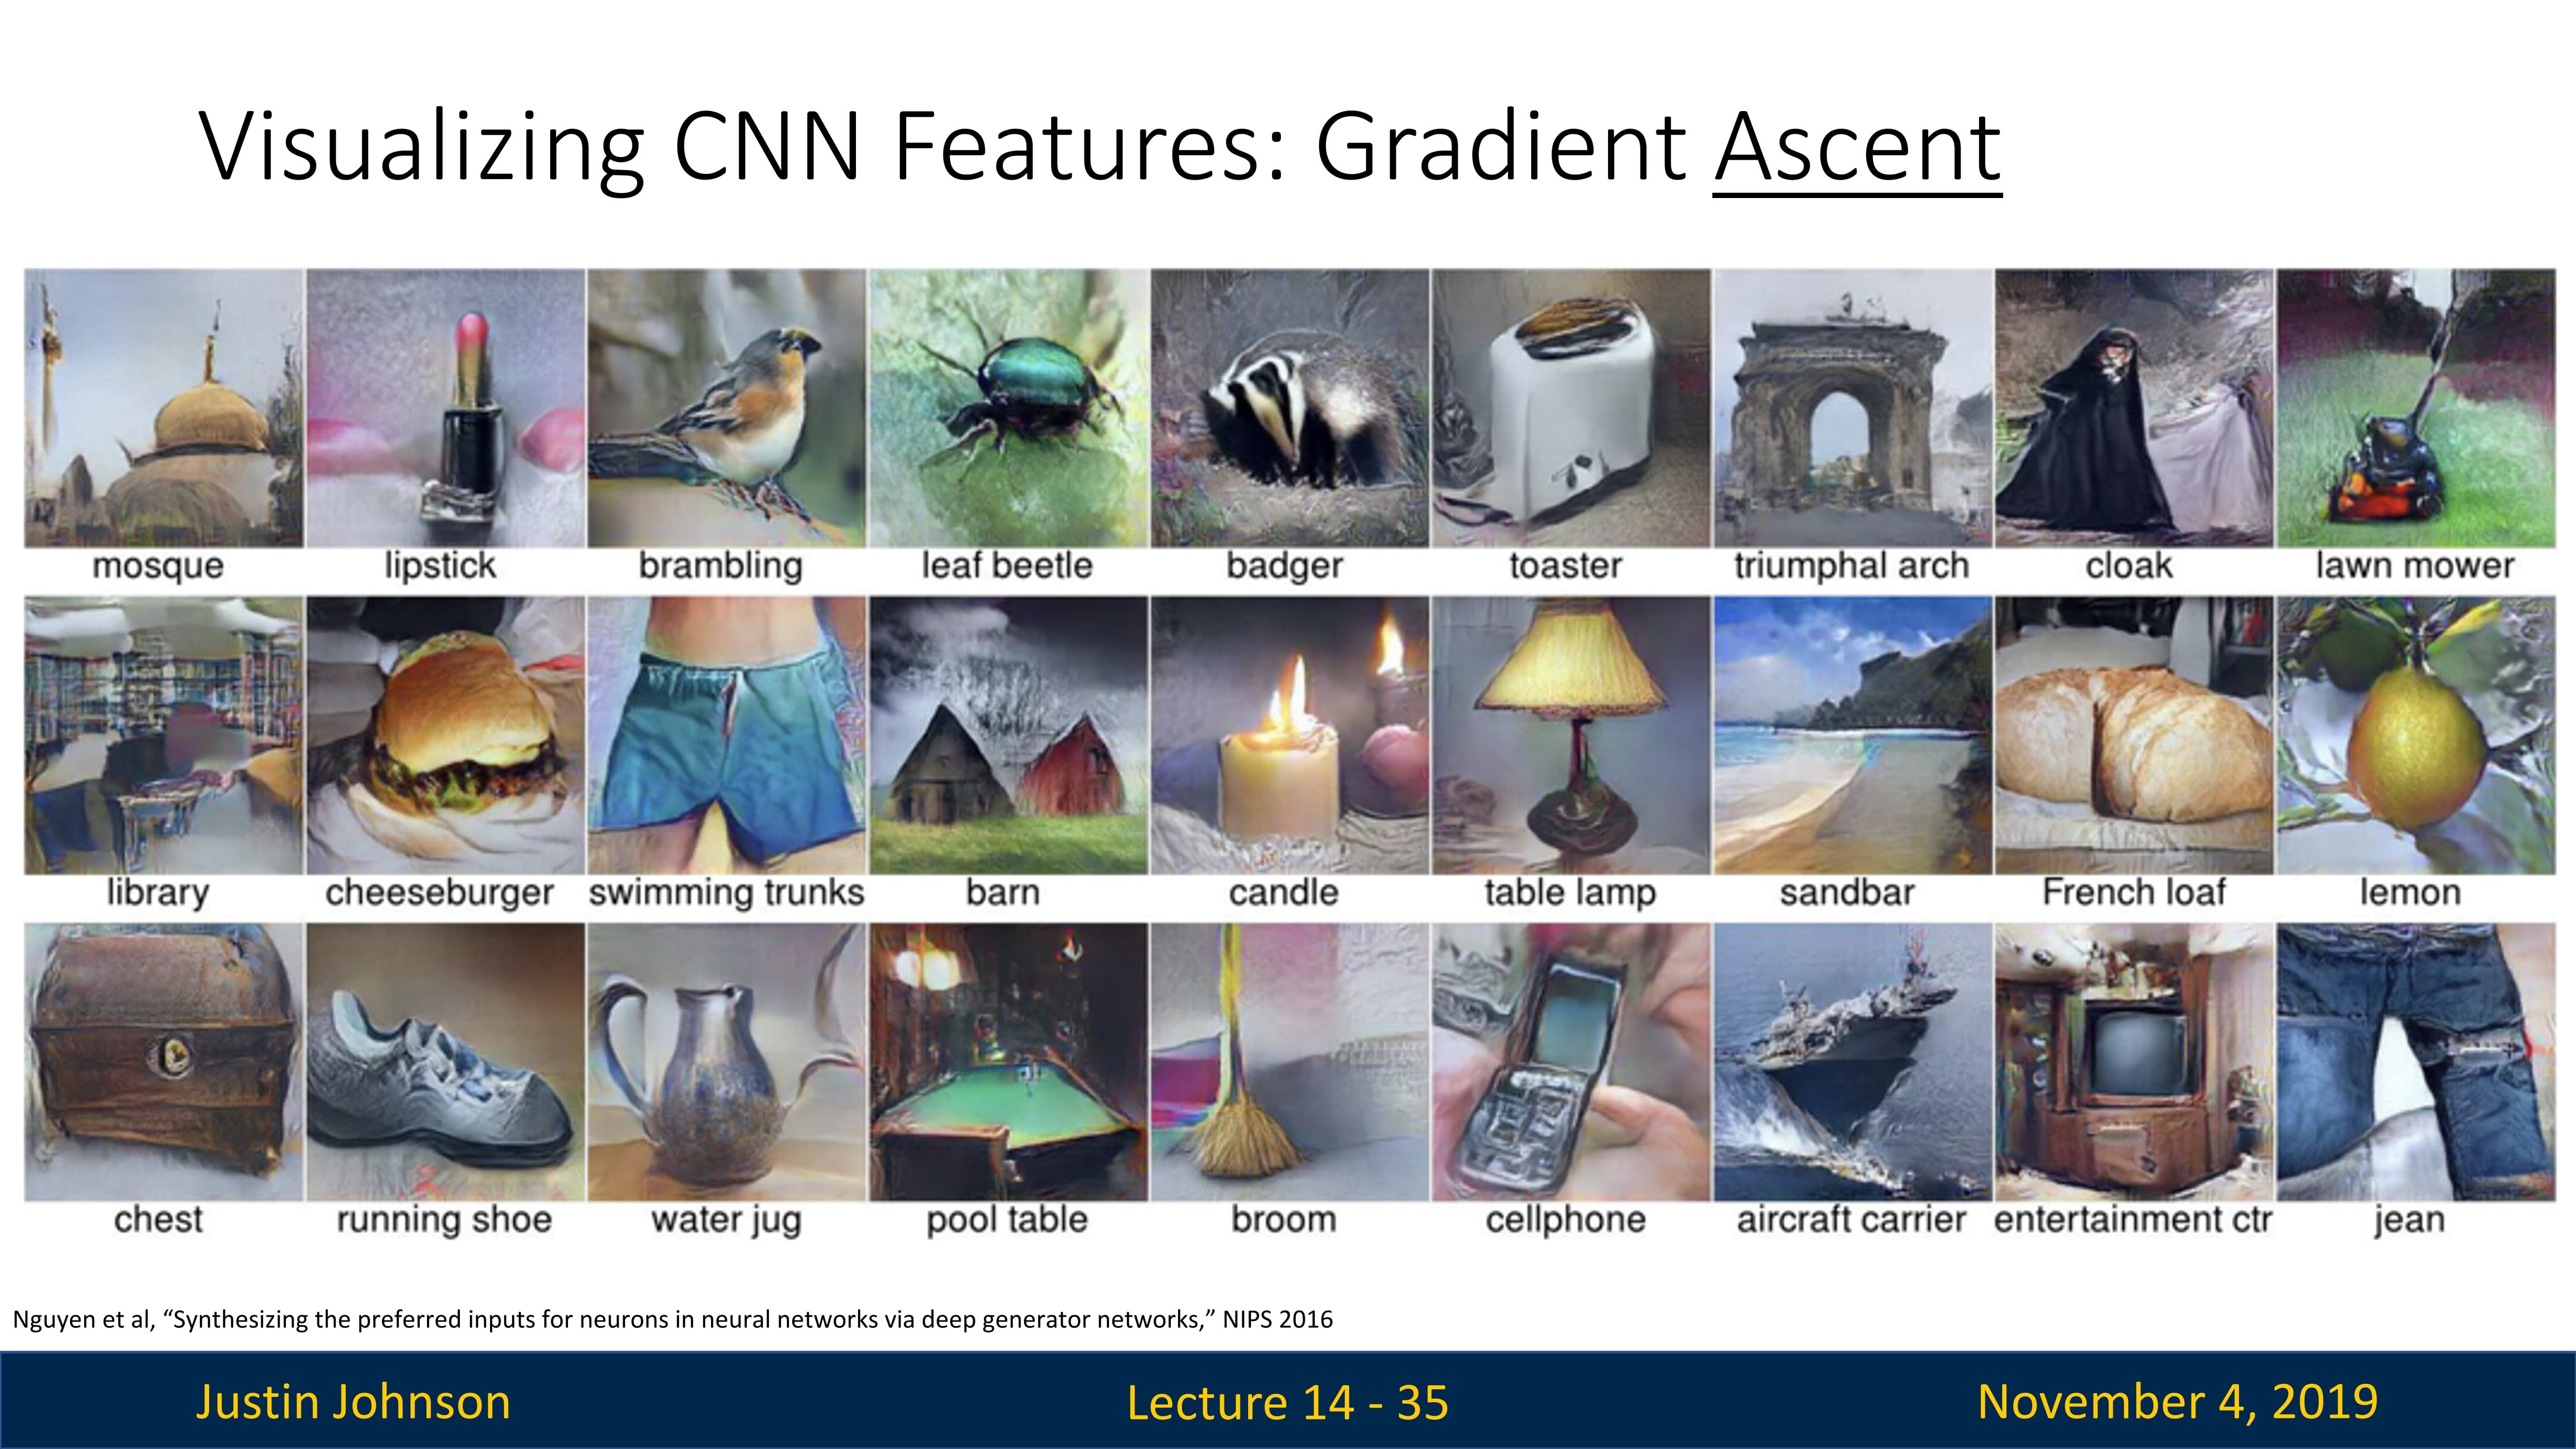 Visualizing CNN Features: Gradient Ascent
mosque lipstick brambling leaf beetle badger toaster triumphal arch cloak lawn mower
library cheeseburger swimming trunks barn candle table lamp sandbar French loaf lemon
chest running shoe water jug pool table broom cellphone aircraft carrier entertainment ctr jean
Nguyen et al, “Synthesizing the preferred inputs for neurons in neural networks via deep generator networks,” NIPS 2016
Justin Johnson Lecture 14 - 35 November 4, 2019